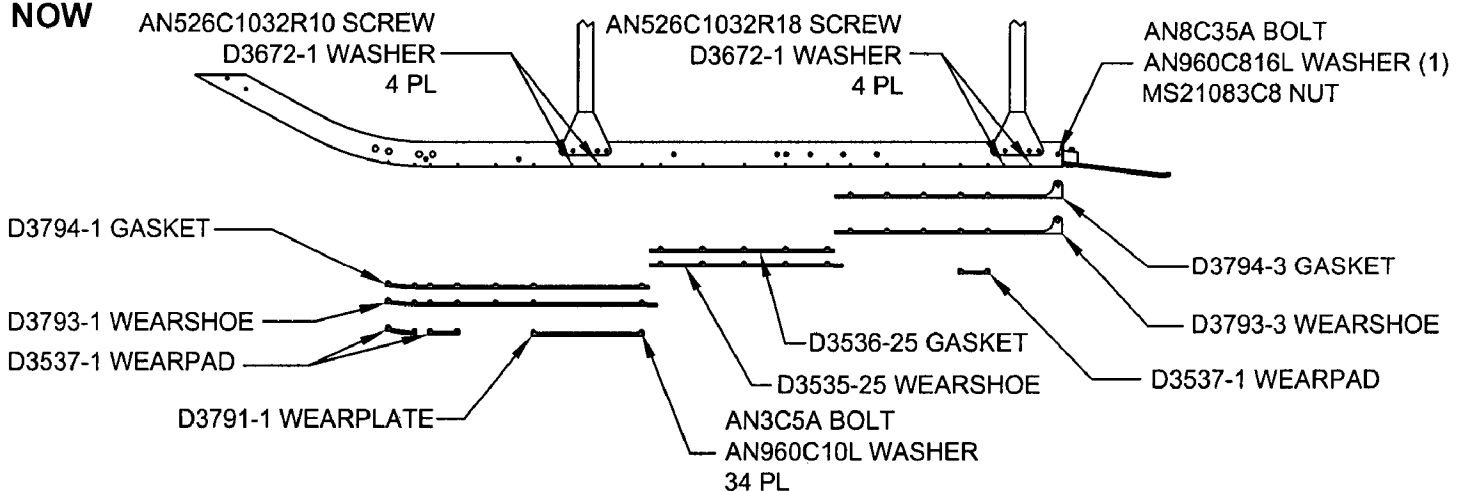 NOW
AN526C1032R10 SCREW
D3672-1 WASHER
4 PL
AN526C1032R18 SCREW
D3672-1 WASHER
4 PL
AN8C35A BOLT
AN960C816L WASHER (1)
MS21083C8 NUT
D3794-1 GASKET
D3793-1 WEARSHOE
D3537-1 WEARPAD
D3791-1 WEARPLATE
AN3C5A BOLT
AN960C10L WASHER
34 PL
D3536-25 GASKET
D3535-25 WEARSHOE
D3794-3 GASKET
D3793-3 WEARSHOE
D3537-1 WEARPAD